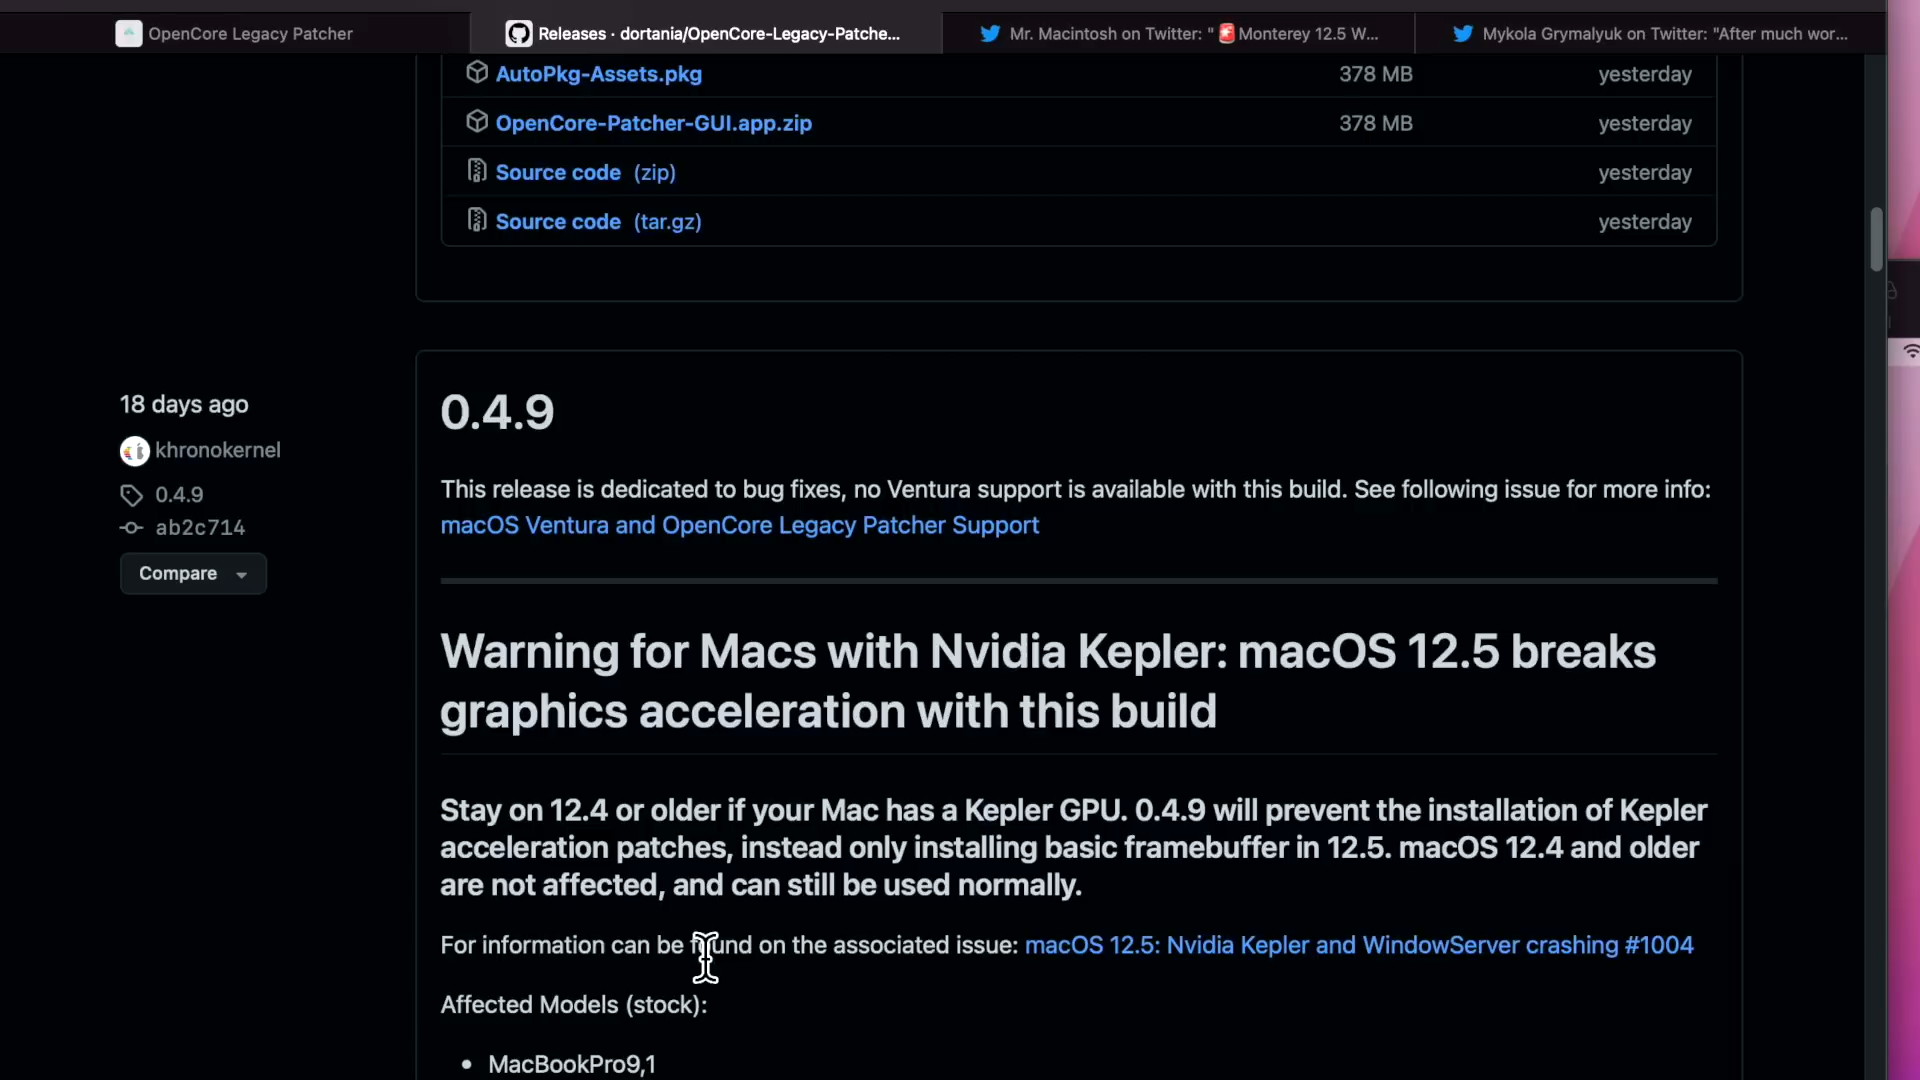 OpenCore Legacy Patcher
Releases · dortania/OpenCore-Legacy-Patche...
Mr. Macintosh on Twitter: "🚨Monterey 12.5 W...
Mykola Grymalyuk on Twitter: "After much wor...
AutoPkg-Assets.pkg 378 MB yesterday
OpenCore-Patcher-GUI.app.zip 378 MB yesterday
Source code (zip) yesterday
Source code (tar.gz) yesterday
18 days ago
khronokernel
0.4.9
ab2c714
Compare
0.4.9
This release is dedicated to bug fixes, no Ventura support is available with this build. See following issue for more info:
macOS Ventura and OpenCore Legacy Patcher Support
Warning for Macs with Nvidia Kepler: macOS 12.5 breaks
graphics acceleration with this build
Stay on 12.4 or older if your Mac has a Kepler GPU. 0.4.9 will prevent the installation of Kepler
acceleration patches, instead only installing basic framebuffer in 12.5. macOS 12.4 and older
are not affected, and can still be used normally.
For information can be found on the associated issue: macOS 12.5: Nvidia Kepler and WindowServer crashing #1004
Affected Models (stock):
• MacBookPro9,1